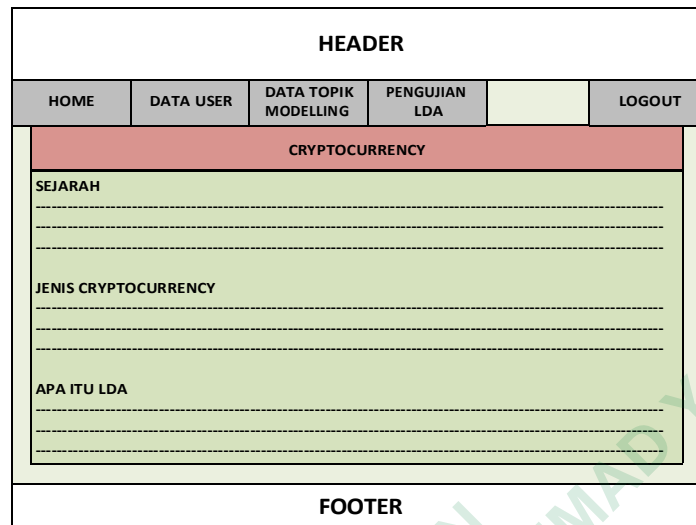 HEADER
HOME DATA USER DATA TOPIK MODELLING PENGUJIAN LDA LOGOUT
CRYPTOCURRENCY
SEJARAH
JENIS CRYPTOCURRENCY
APA ITU LDA
FOOTER